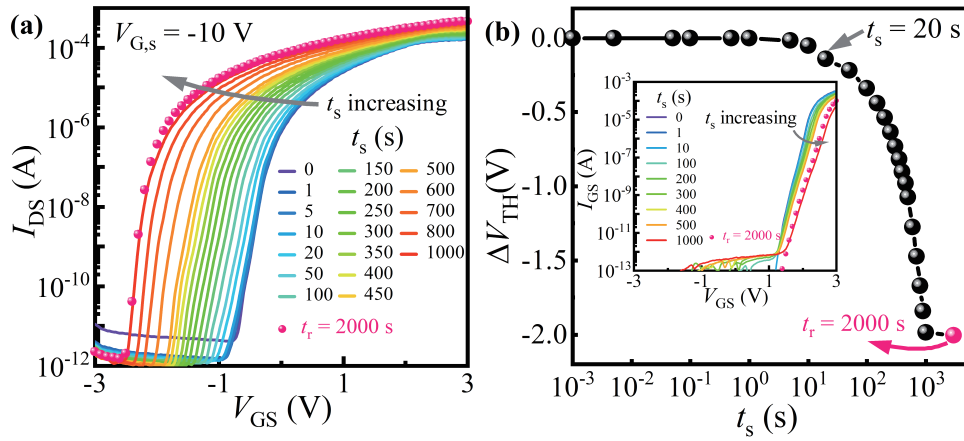 (a)
V_G,s = -10 V
t_s increasing
t_s (s)
0 150 500
1 200 600
5 250 700
10 300 800
20 350 1000
50 400
100 450
t_r = 2000 s
10^-4
10^-6
10^-8
10^-10
10^-12
I_DS (A)
-3 -1 1 3
V_GS (V)
(b)
t_s = 20 s
0.0
-0.5
-1.0
-1.5
-2.0
ΔV_TH (V)
t_r = 2000 s
10^-3 10^-2 10^-1 10^0 10^1 10^2 10^3
t_s (s)
t_s (s)
0
1
10
100
200
300
400
500
1000
t_s increasing
t_r = 2000 s
10^-3
10^-5
10^-7
10^-9
10^-11
10^-13
I_GS (A)
-3 -1 1 3
V_GS (V)